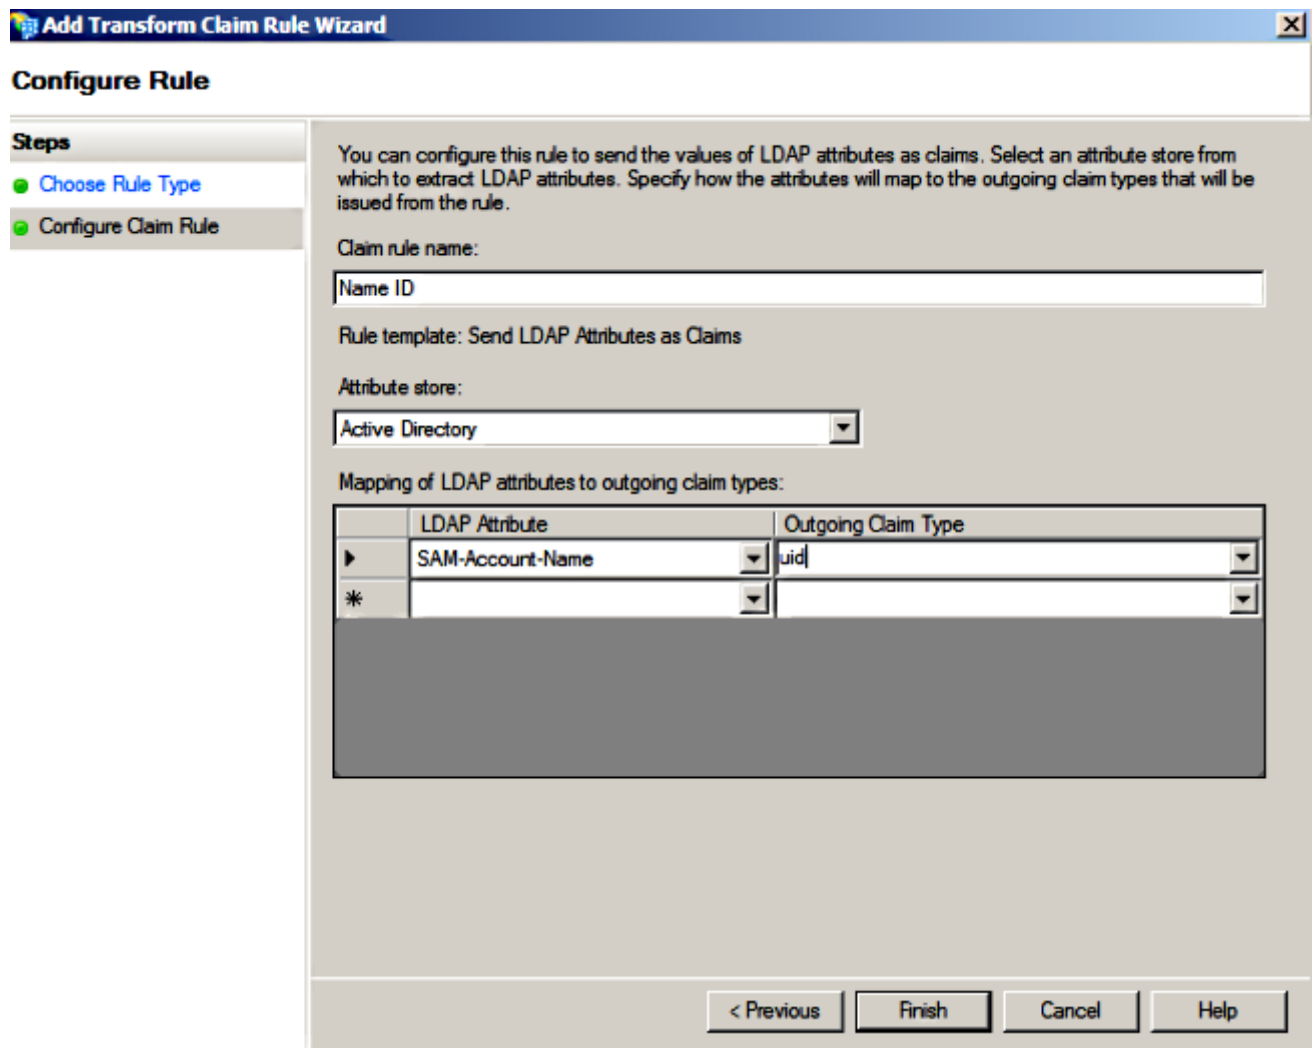 Add Transform Claim Rule Wizard
Configure Rule
Steps
Choose Rule Type
Configure Claim Rule
You can configure this rule to send the values of LDAP attributes as claims. Select an attribute store from
which to extract LDAP attributes. Specify how the attributes will map to the outgoing claim types that will be
issued from the rule.
Claim rule name:
Name ID
Rule template: Send LDAP Attributes as Claims
Attribute store:
Active Directory
Mapping of LDAP attributes to outgoing claim types:
LDAP Attribute Outgoing Claim Type
SAM-Account-Name uid
< Previous Finish Cancel Help